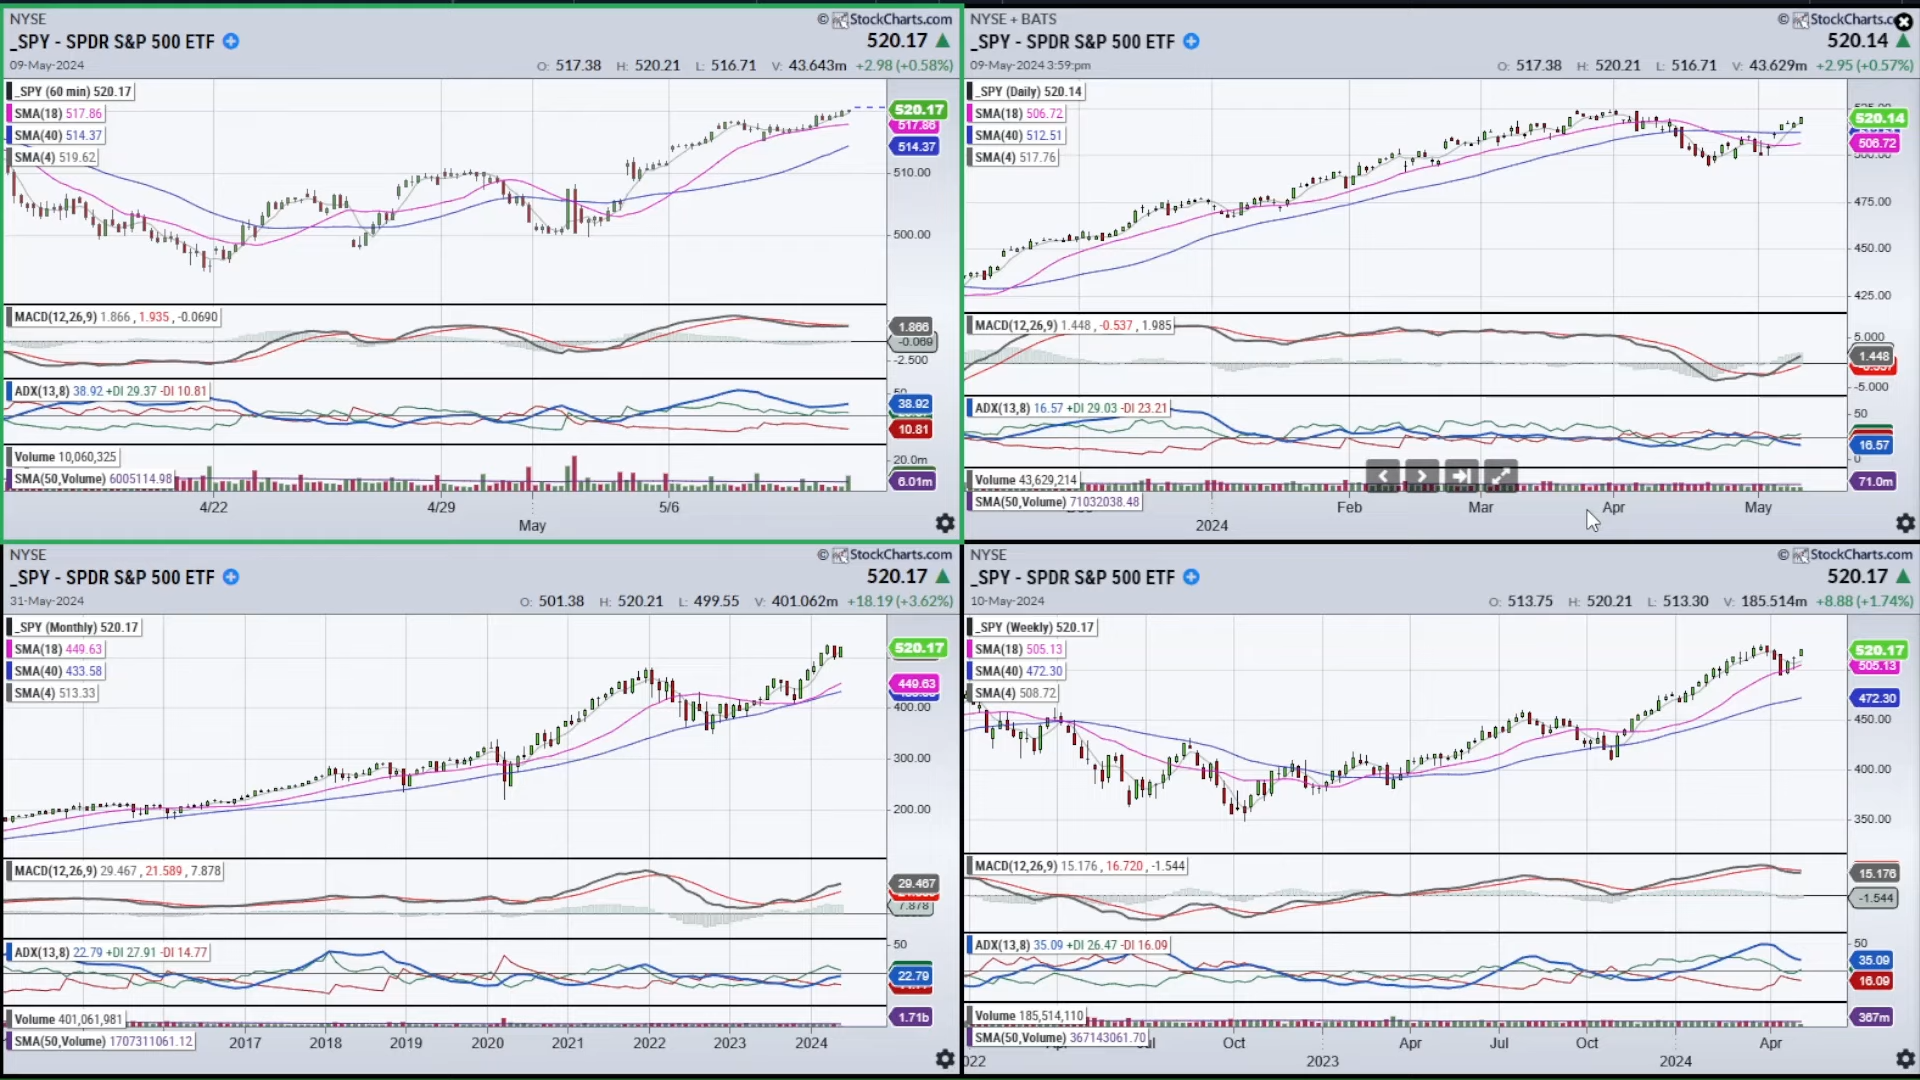 NYSE
© StockCharts.com
_SPY - SPDR S&P 500 ETF
520.17
09-May-2024
O: 517.38 H: 520.21 L: 516.71 V: 43.643m +2.98 (+0.58%)
_SPY (60 min) 520.17
SMA(18) 517.86
SMA(40) 514.37
SMA(4) 519.62
520.17
517.86
514.37
510.00
500.00
MACD(12,26,9) 1.866, 1.935, -0.0690
1.866
-0.069
-2.500
ADX(13,8) 38.92 +DI 29.37 -DI 10.81
50
38.92
10.81
Volume 10,060,325
SMA(50,Volume) 6005114.98
20.0m
6.01m
4/22 4/29 5/6
May
NYSE + BATS
© StockCharts.c
_SPY - SPDR S&P 500 ETF
520.14
09-May-2024 3:59:pm
O: 517.38 H: 520.21 L: 516.71 V: 43.629m +2.95 (+0.57%)
_SPY (Daily) 520.14
SMA(18) 506.72
SMA(40) 512.51
SMA(4) 517.76
525.00
520.14
506.72
500.00
475.00
450.00
425.00
MACD(12,26,9) 1.448, -0.537, 1.985
5.000
1.448
-0.537
-5.000
ADX(13,8) 16.57 +DI 29.03 -DI 23.21
50
16.57
0
Volume 43,629,214
SMA(50,Volume) 71032038.48
71.0m
Feb Mar Apr May
2024
NYSE
© StockCharts.com
_SPY - SPDR S&P 500 ETF
520.17
31-May-2024
O: 501.38 H: 520.21 L: 499.55 V: 401.062m +18.19 (+3.62%)
_SPY (Monthly) 520.17
SMA(18) 449.63
SMA(40) 433.58
SMA(4) 513.33
520.17
449.63
400.00
300.00
200.00
MACD(12,26,9) 29.467, 21.589, 7.878
29.467
7.878
ADX(13,8) 22.79 +DI 27.91 -DI 14.77
50
22.79
Volume 401,061,981
SMA(50,Volume) 1707311061.12
1.71b
2017 2018 2019 2020 2021 2022 2023 2024
NYSE
© StockCharts.com
_SPY - SPDR S&P 500 ETF
520.17
10-May-2024
O: 513.75 H: 520.21 L: 513.30 V: 185.514m +8.88 (+1.74%)
_SPY (Weekly) 520.17
SMA(18) 505.13
SMA(40) 472.30
SMA(4) 508.72
520.17
505.13
472.30
450.00
400.00
350.00
MACD(12,26,9) 15.176, 16.720, -1.544
15.176
-1.544
ADX(13,8) 35.09 +DI 26.47 -DI 16.09
50
35.09
16.09
Volume 185,514,110
SMA(50,Volume) 367143061.70
367m
Oct Apr Jul Oct Apr
022 2023 2024